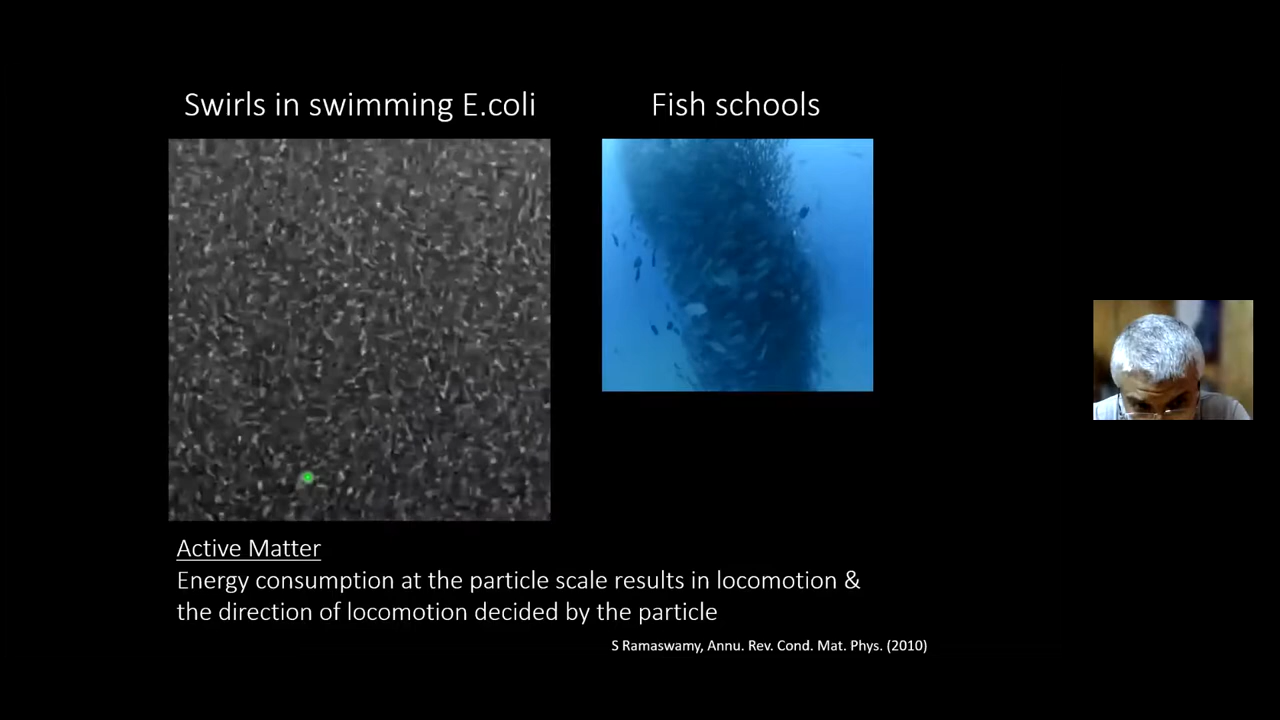 Swirls in swimming E.coli
Fish schools
Active Matter
Energy consumption at the particle scale results in locomotion &
the direction of locomotion decided by the particle
S Ramaswamy, Annu. Rev. Cond. Mat. Phys. (2010)